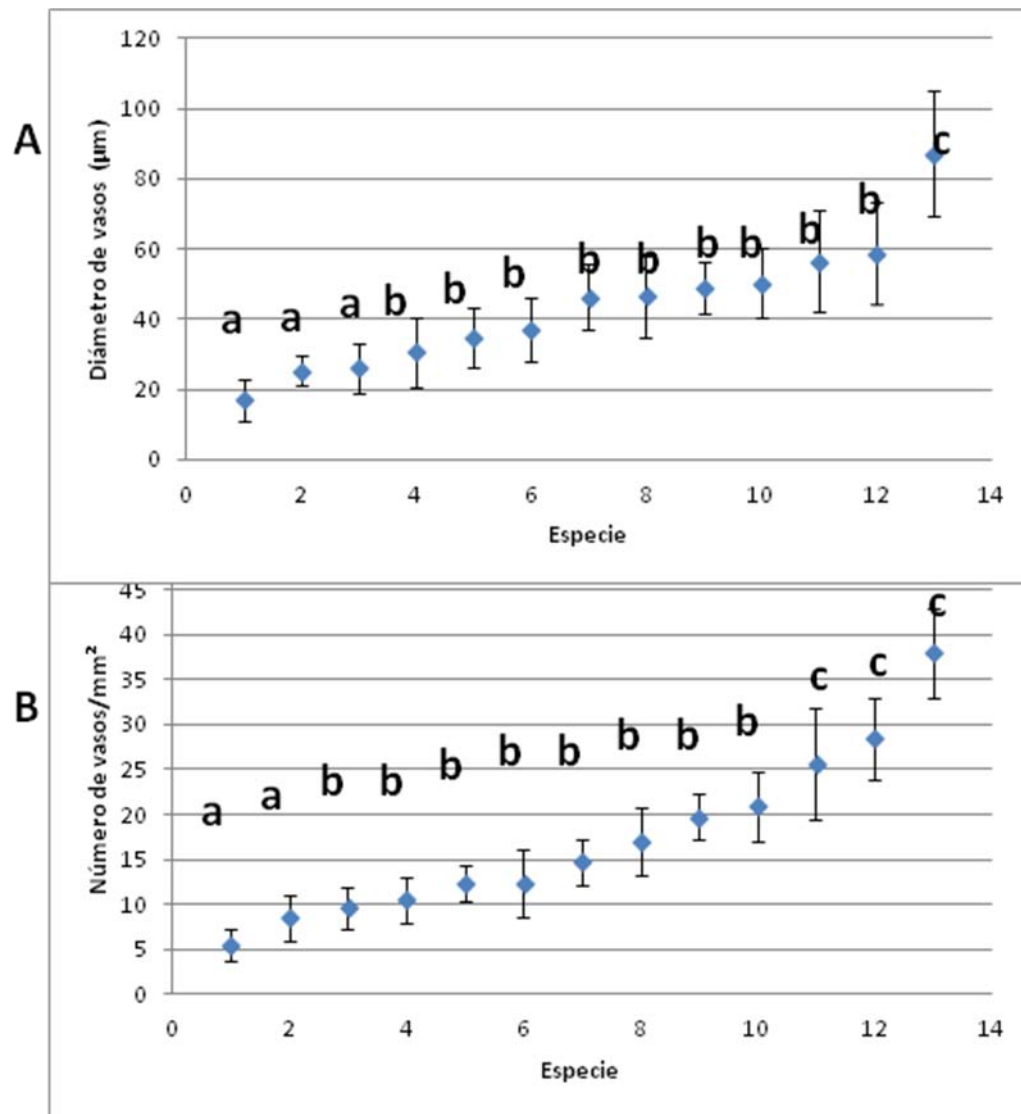 A
Diámetro de vasos (µm)
120
100
80
60
40
20
0
a a a b b b b b b b b b c
0 2 4 6 8 10 12 14
Especie
B
Número de vasos/mm²
45
40
35
30
25
20
15
10
5
0
a a b b b b b b b b c c c
0 2 4 6 8 10 12 14
Especie